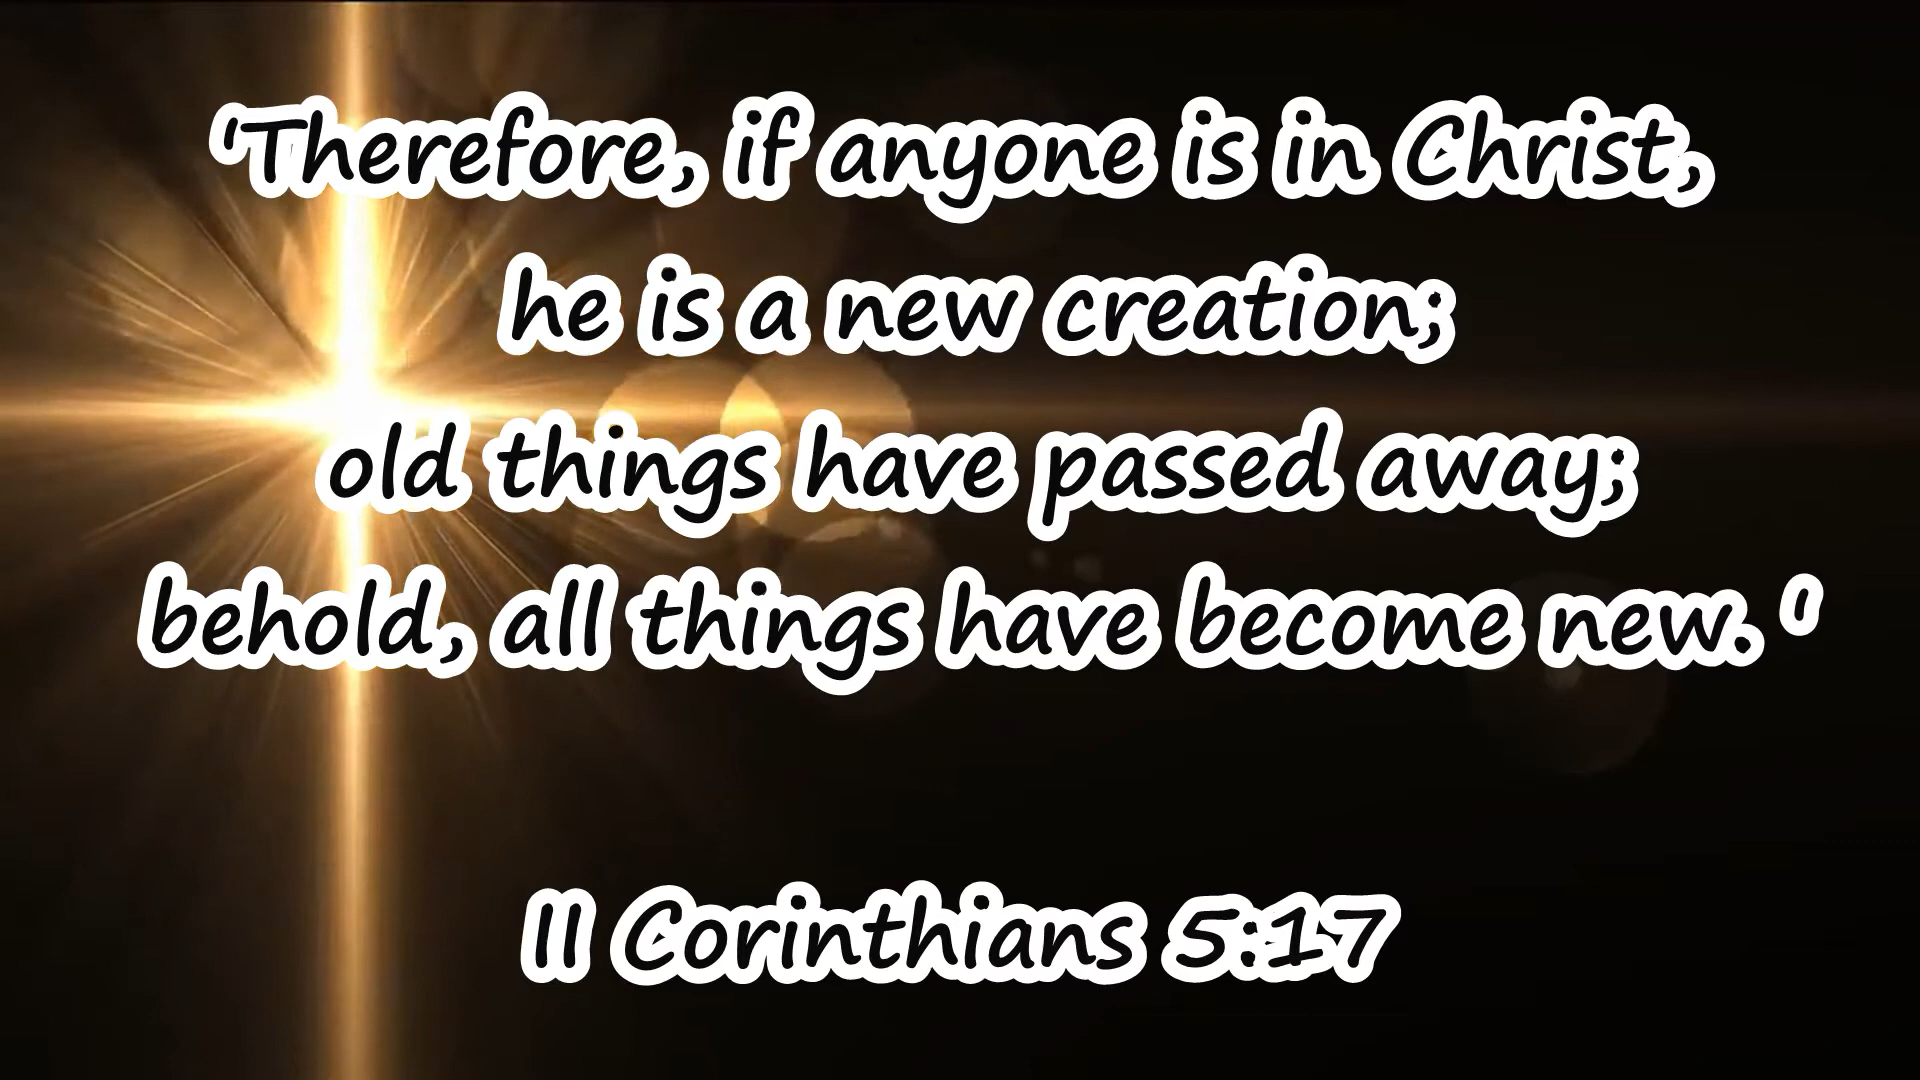 'Therefore, if anyone is in Christ,
he is a new creation;
old things have passed away;
behold, all things have become new. '
II Corinthians 5:17